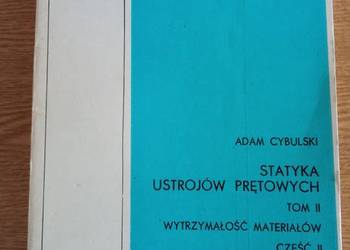 ADAM CYBULSKI
STATYKA
USTROJÓW PRĘTOWYCH
TOM II
WYTRZYMAŁOŚĆ MATERIAŁÓW
CZĘŚĆ II